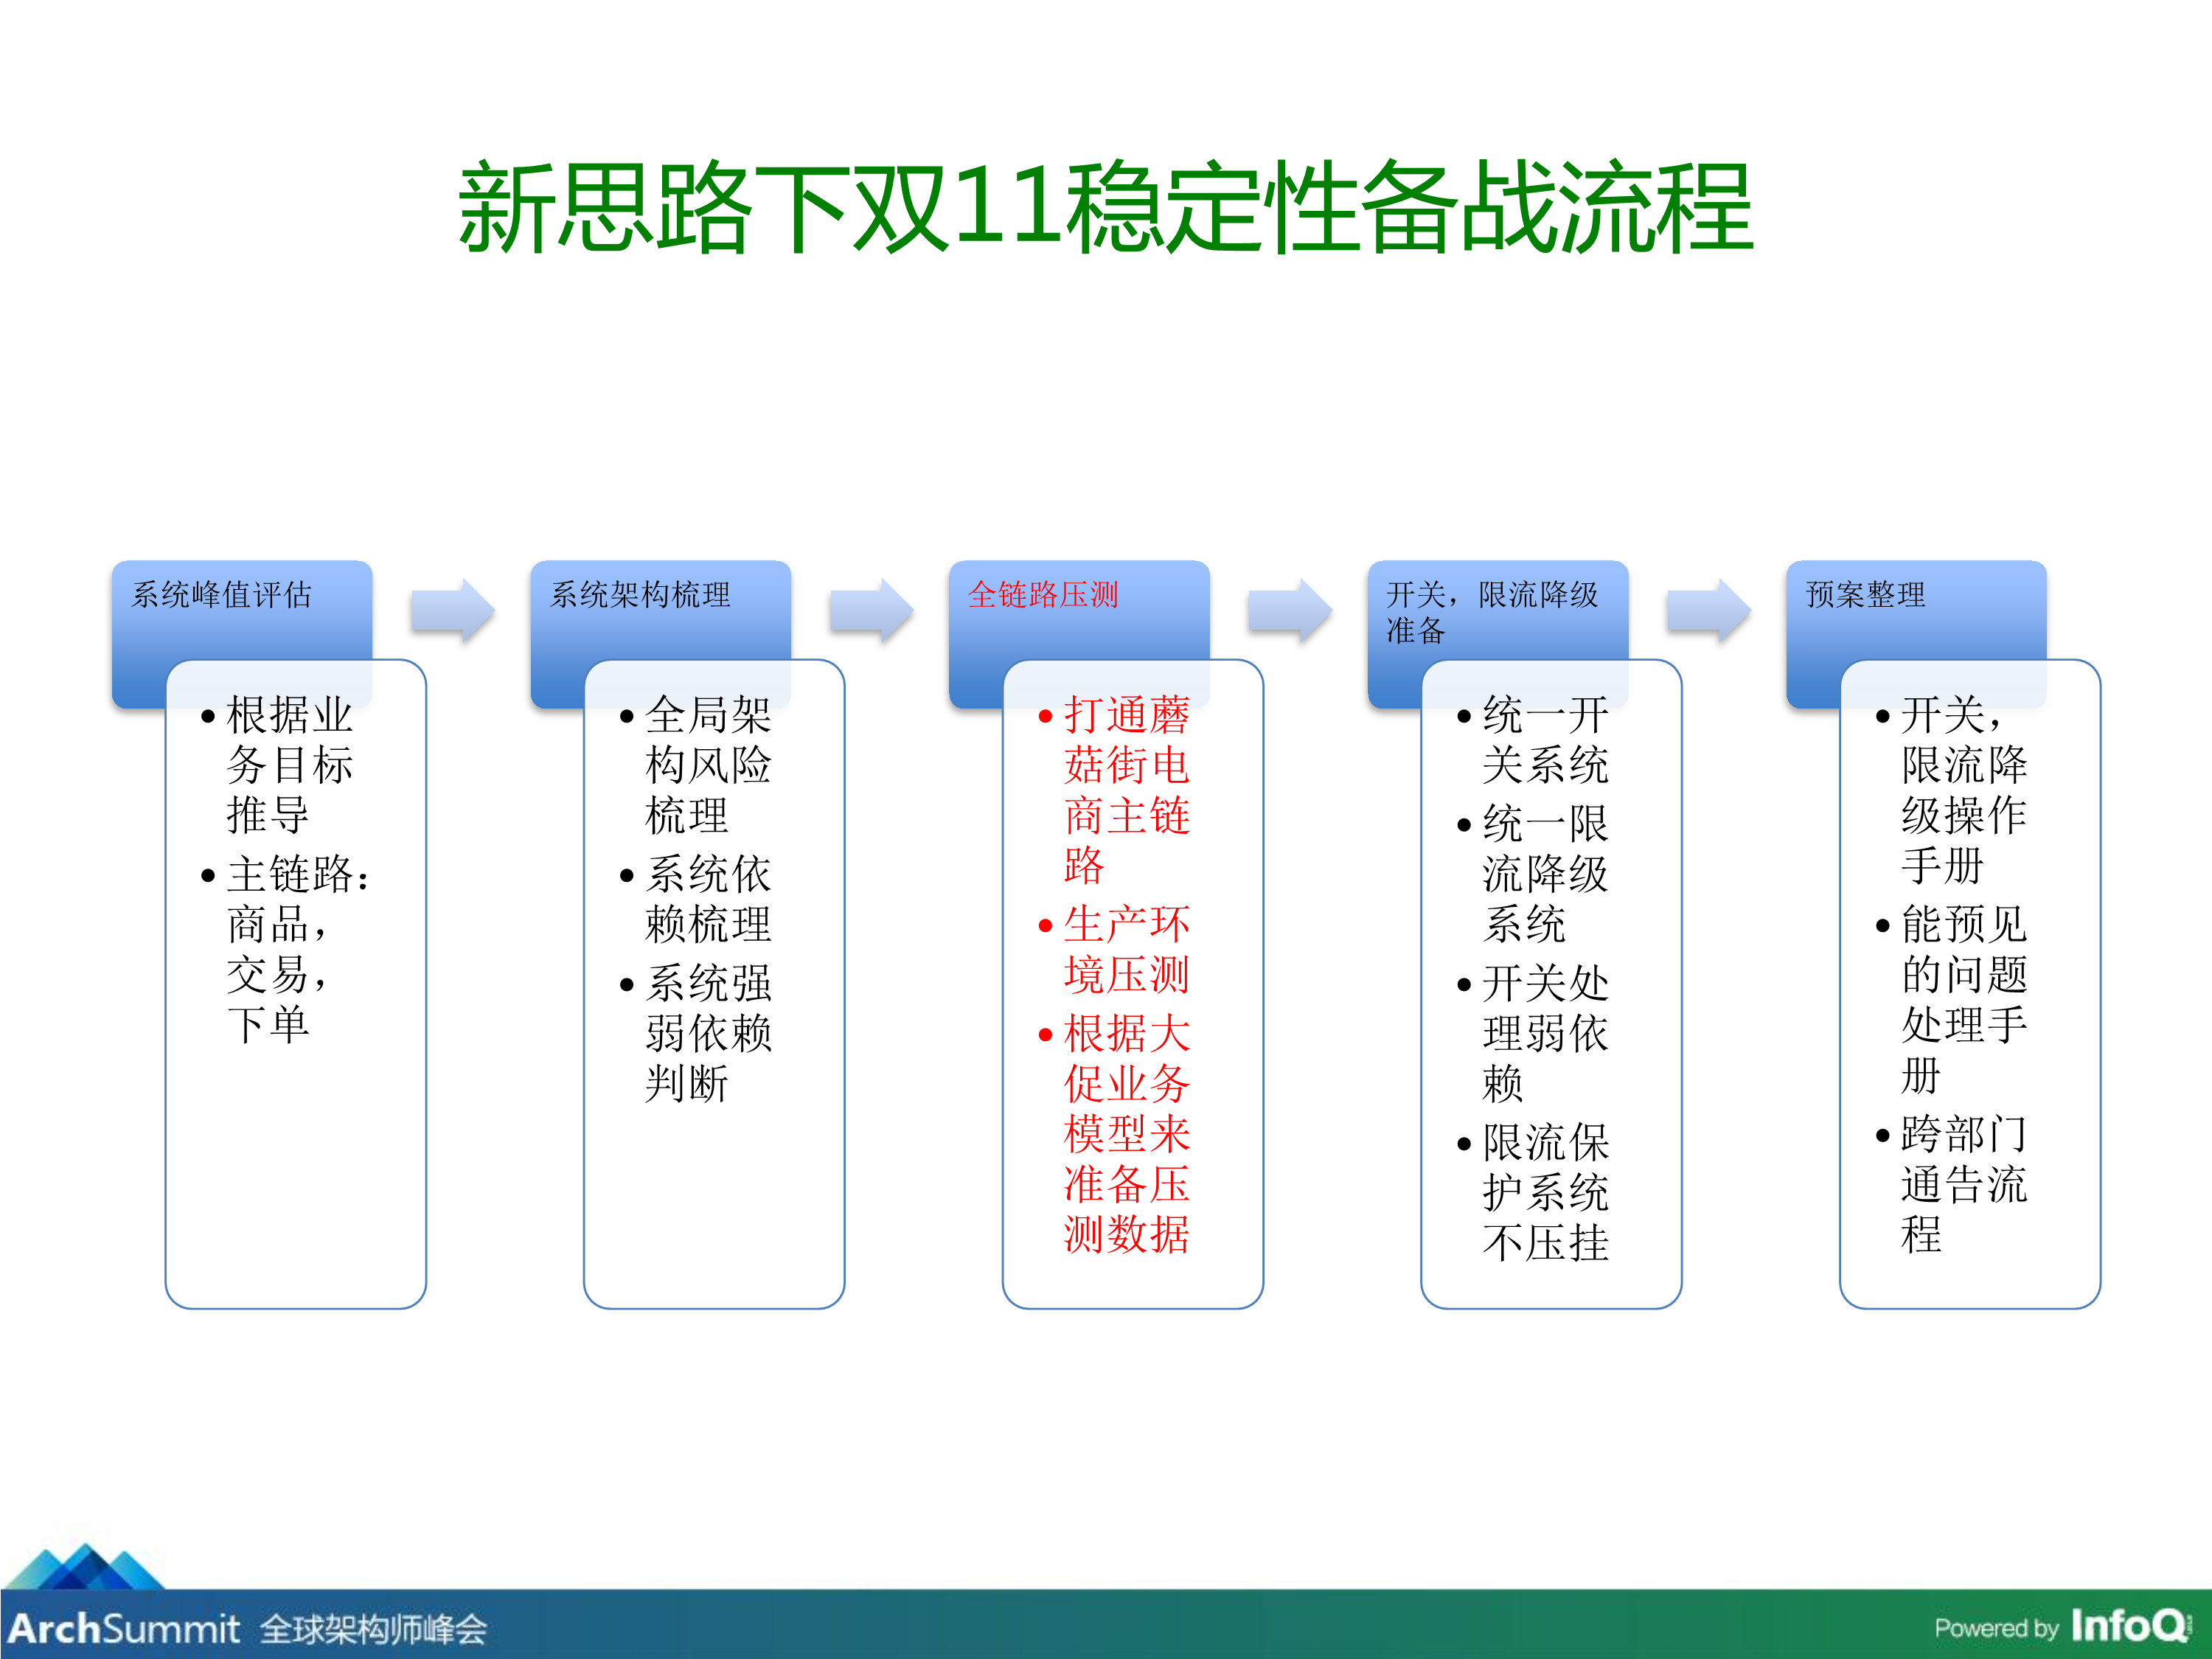 新思路下双11稳定性备战流程
系统峰值评估
• 根据业
务目标
推导
• 主链路：
商品，
交易，
下单
系统架构梳理
• 全局架
构风险
梳理
• 系统依
赖梳理
• 系统强
弱依赖
判断
全链路压测
• 打通蘑
菇街电
商主链
路
• 生产环
境压测
• 根据大
促业务
模型来
准备压
测数据
开关，限流降级
准备
• 统一开
关系统
• 统一限
流降级
系统
• 开关处
理弱依
赖
• 限流保
护系统
不压挂
预案整理
• 开关，
限流降
级操作
手册
• 能预见
的问题
处理手
册
• 跨部门
通告流
程
ArchSummit 全球架构师峰会
Powered by InfoQ